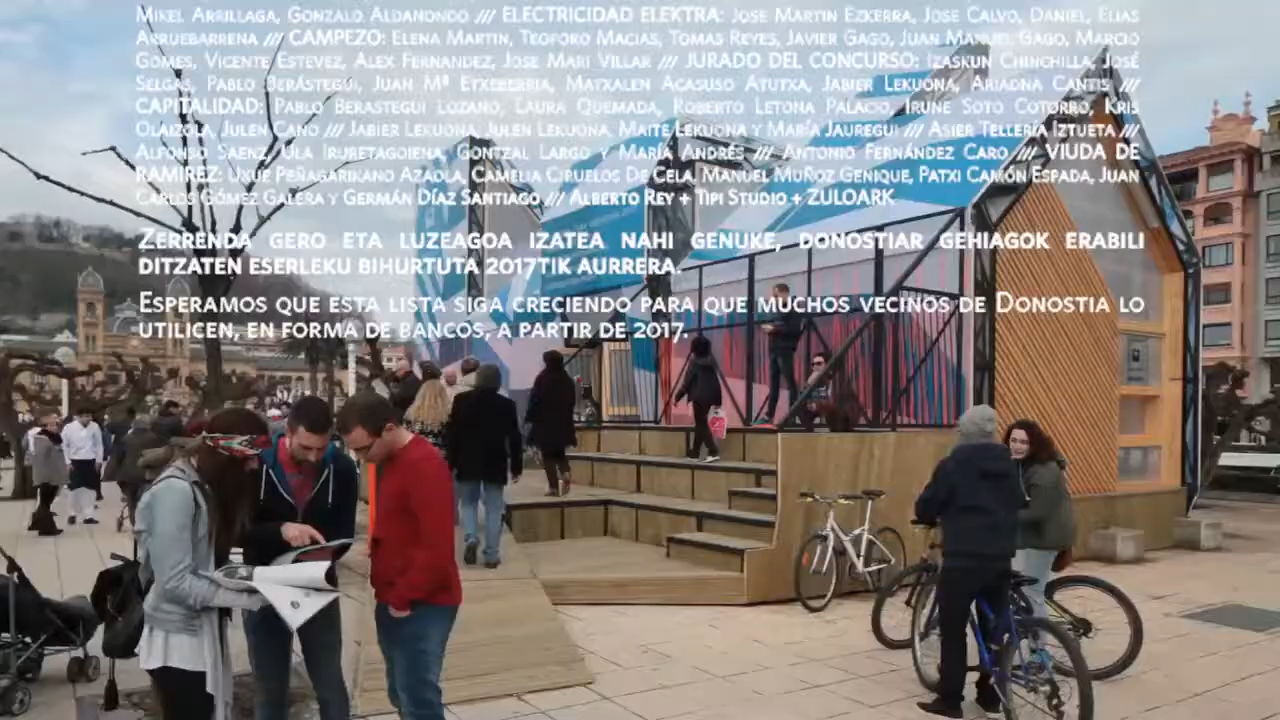 Mikel Arrillaga, Gonzalo Aldanondo /// ELECTRICIDAD ELEKTRA: Jose Martin Ezkerra, Jose Calvo, Daniel, Elias
Arruebarrena /// CAMPEZO: Elena Martin, Teoforo Macias, Tomas Reyes, Javier Gago, Juan Manuel Gago, Marcio
Gomes, Vicente Estevez, Alex Fernandez, Jose Mari Villar /// JURADO DEL CONCURSO: Izaskun Chinchilla, José
Selgas, Pablo Berástegui, Juan Mª Etxeberria, Matxalen Acasuso Atutxa, Jabier Lekuona, Ariadna Cantis ///
CAPITALIDAD: Pablo Berastegui Lozano, Laura Quemada, Roberto Letona Palacio, Irune Soto Cotorro, Kris
Olaizola, Julen Cano /// Jabier Lekuona, Julen Lekuona, Maite Lekuona y María Jauregui /// Asier Tellería Iztueta ///
Alfonso Saenz, Ula Iruretagoiena, Gontzal Largo y María Andrés /// Antonio Fernández Caro /// VIUDA DE
RAMIREZ: Uxue Peñagarikano Azaola, Camelia Ciruelos De Cela, Manuel Muñoz Genique, Patxi Camón Espada, Juan
Carlos Gómez Galera y Germán Díaz Santiago /// Alberto Rey + Tipi Studio + ZULOARK
Zerrenda gero eta luzeagoa izatea nahi genuke, donostiar gehiagok erabili
ditzaten eserleku bihurtuta 2017tik aurrera.
Esperamos que esta lista siga creciendo para que muchos vecinos de Donostia lo
utilicen, en forma de bancos, a partir de 2017.